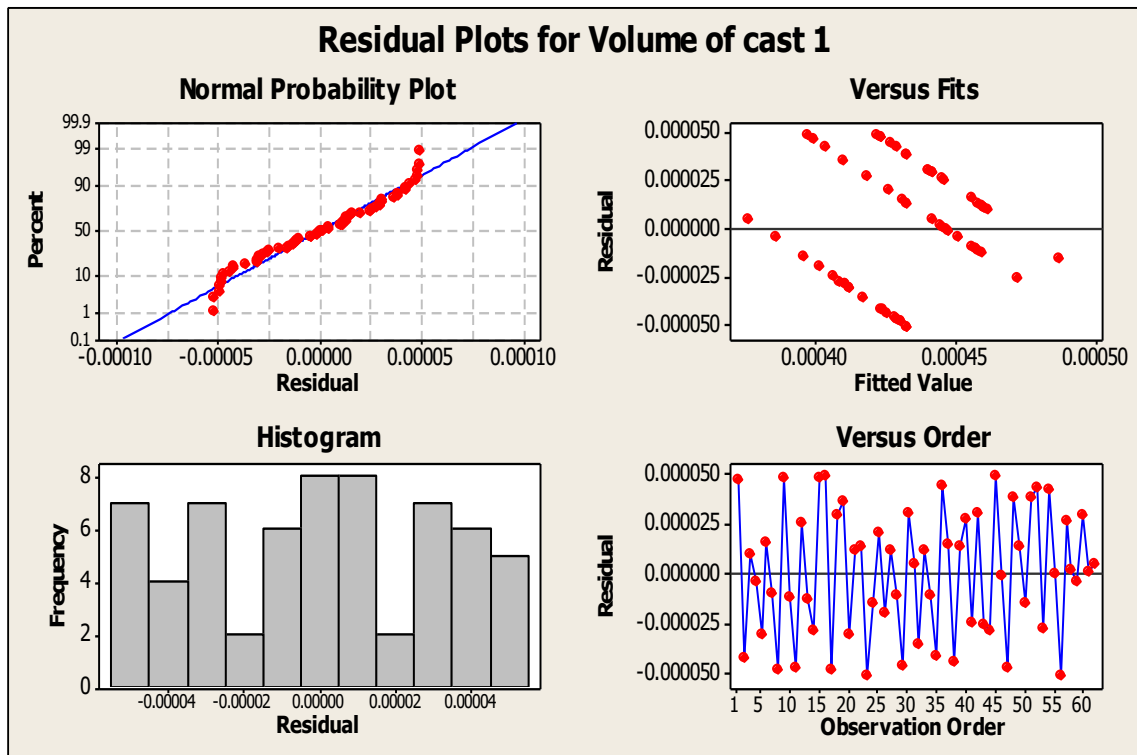 Residual Plots for Volume of cast 1
Normal Probability Plot
99.9
99
90
50
10
1
0.1
Percent
-0.00010 -0.00005 0.00000 0.00005 0.00010
Residual
Versus Fits
0.000050
0.000025
0.000000
-0.000025
-0.000050
Residual
0.00040 0.00045 0.00050
Fitted Value
Histogram
8
6
4
2
0
Frequency
-0.00004 -0.00002 0.00000 0.00002 0.00004
Residual
Versus Order
0.000050
0.000025
0.000000
-0.000025
-0.000050
Residual
1 5 10 15 20 25 30 35 40 45 50 55 60
Observation Order